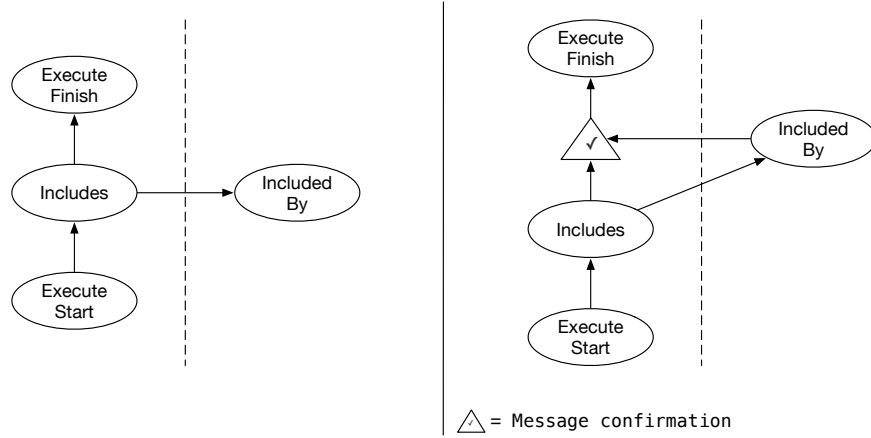 Execute
Finish
Includes
Included
By
Execute
Start
Execute
Finish
✓
Included
By
Includes
Execute
Start
✓ = Message confirmation